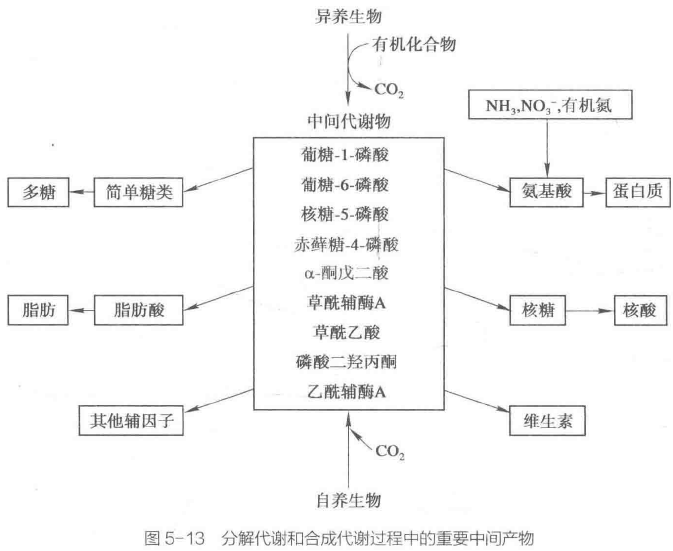 异养生物
有机化合物
CO₂
中间代谢物
NH₃,NO₃⁻,有机氮
葡糖-1-磷酸
葡糖-6-磷酸
核糖-5-磷酸
赤藓糖-4-磷酸
α-酮戊二酸
草酰辅酶A
草酰乙酸
磷酸二羟丙酮
乙酰辅酶A
多糖
简单糖类
氨基酸
蛋白质
脂肪
脂肪酸
核糖
核酸
其他辅因子
维生素
CO₂
自养生物
图 5-13 分解代谢和合成代谢过程中的重要中间产物